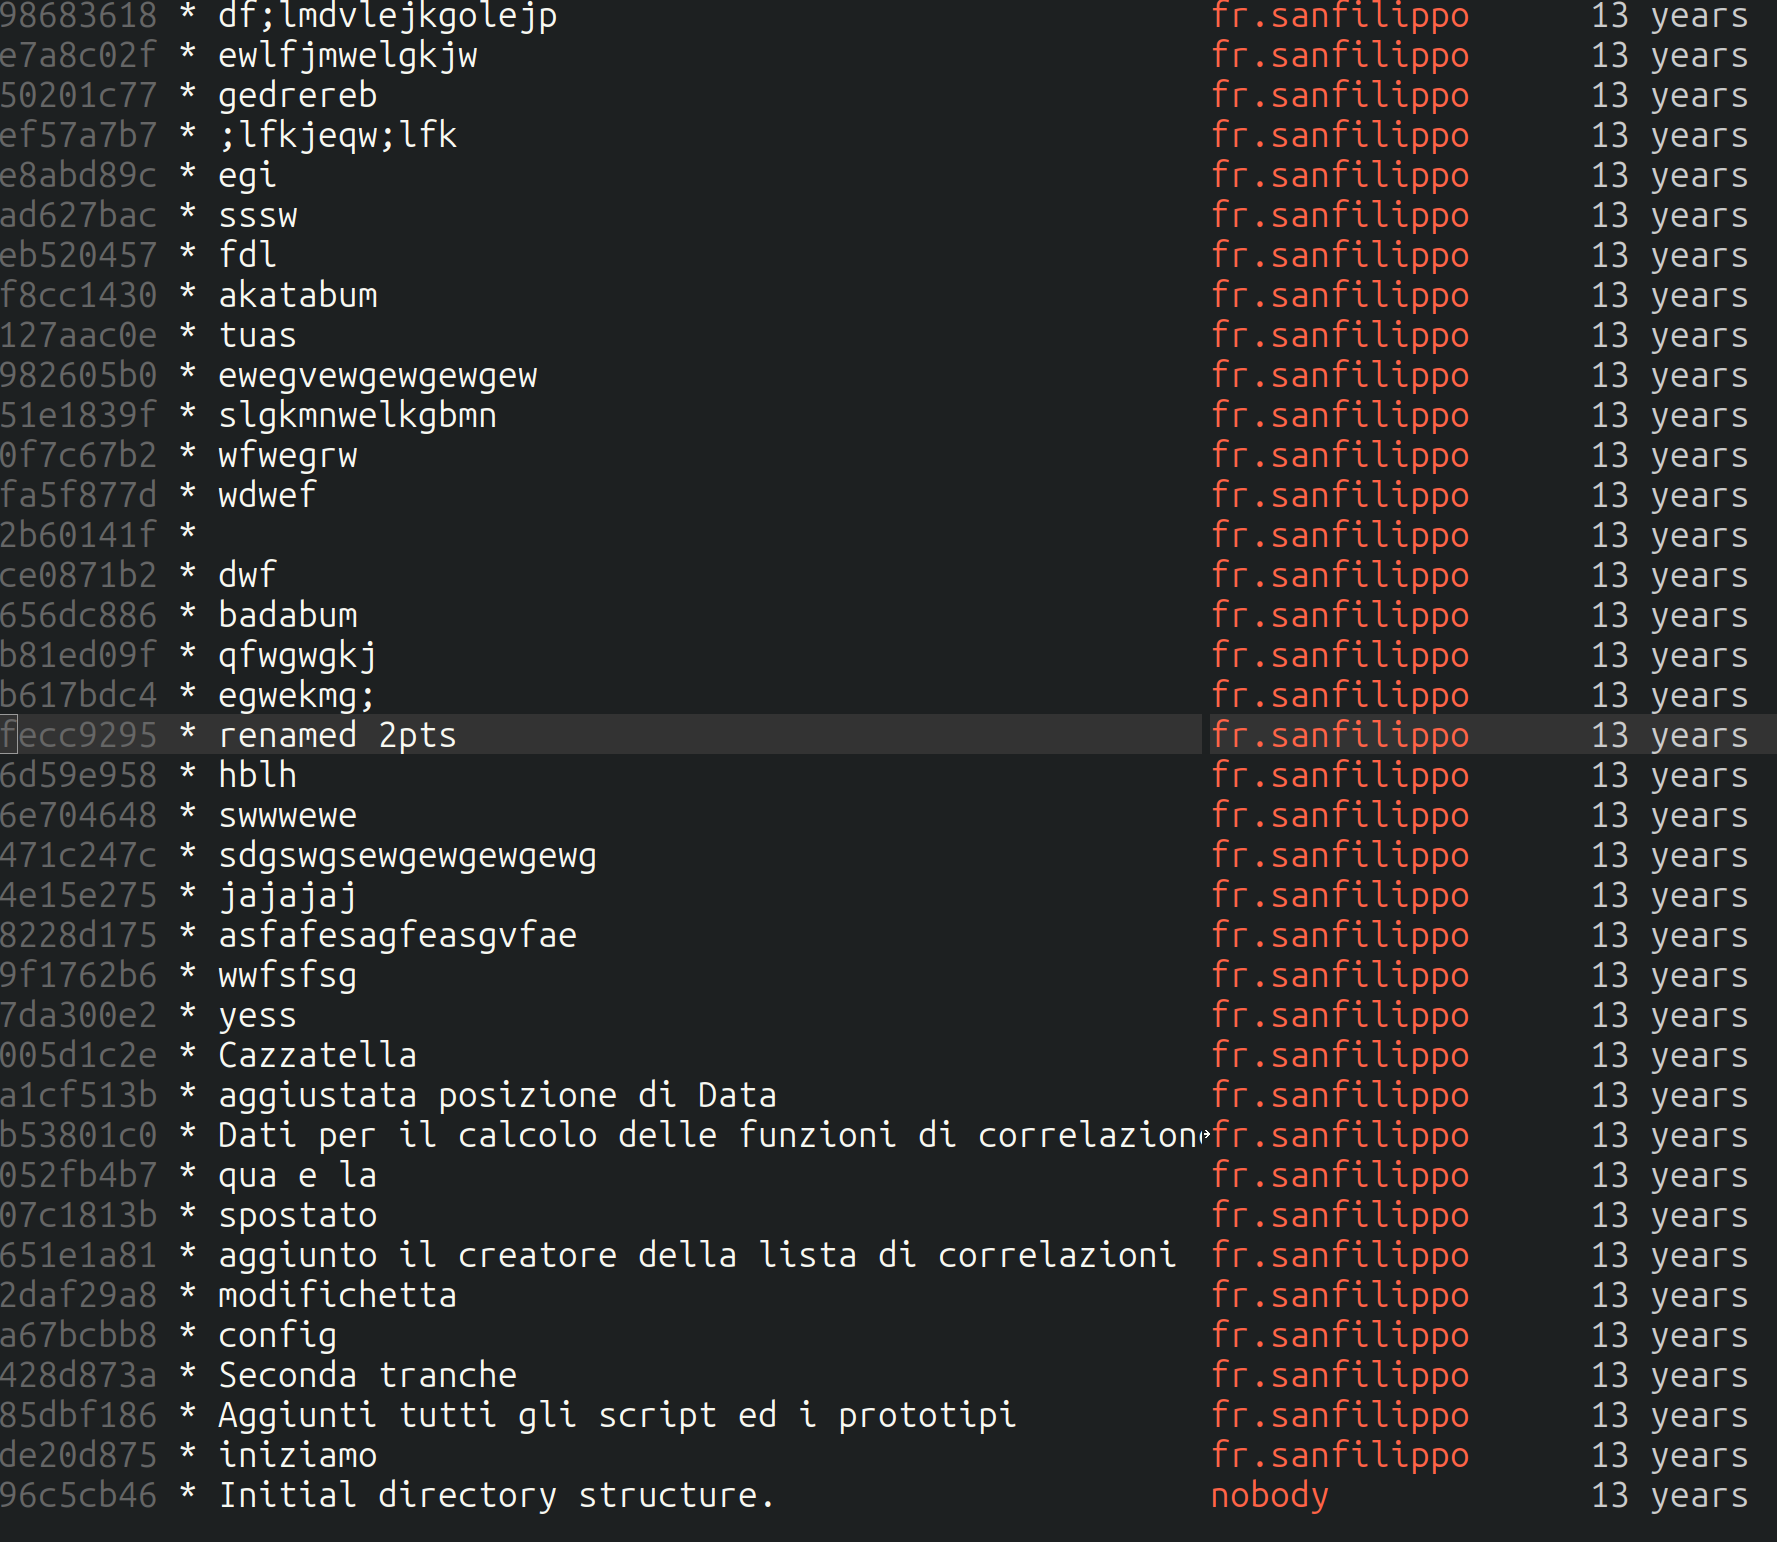 98683618 * df;lmdvlejkgolejp fr.sanfilippo 13 years
e7a8c02f * ewlfjmwelgkjw fr.sanfilippo 13 years
50201c77 * gedrereb fr.sanfilippo 13 years
ef57a7b7 * ;lfkjeqw;lfk fr.sanfilippo 13 years
e8abd89c * egi fr.sanfilippo 13 years
ad627bac * sssw fr.sanfilippo 13 years
eb520457 * fdl fr.sanfilippo 13 years
f8cc1430 * akatabum fr.sanfilippo 13 years
127aac0e * tuas fr.sanfilippo 13 years
982605b0 * ewegvewgewgewgew fr.sanfilippo 13 years
51e1839f * slgkmnwelkgbmn fr.sanfilippo 13 years
0f7c67b2 * wfwegrw fr.sanfilippo 13 years
fa5f877d * wdwef fr.sanfilippo 13 years
2b60141f * fr.sanfilippo 13 years
ce0871b2 * dwf fr.sanfilippo 13 years
656dc886 * badabum fr.sanfilippo 13 years
b81ed09f * qfwgwgkj fr.sanfilippo 13 years
b617bdc4 * egwekmg; fr.sanfilippo 13 years
fecc9295 * renamed 2pts fr.sanfilippo 13 years
6d59e958 * hblh fr.sanfilippo 13 years
6e704648 * swwwewe fr.sanfilippo 13 years
471c247c * sdgswgsewgewgewgewg fr.sanfilippo 13 years
4e15e275 * jajajaj fr.sanfilippo 13 years
8228d175 * asfafesagfeasgvfae fr.sanfilippo 13 years
9f1762b6 * wwfsfsg fr.sanfilippo 13 years
7da300e2 * yess fr.sanfilippo 13 years
005d1c2e * Cazzatella fr.sanfilippo 13 years
a1cf513b * aggiustata posizione di Data fr.sanfilippo 13 years
b53801c0 * Dati per il calcolo delle funzioni di correlazione fr.sanfilippo 13 years
052fb4b7 * qua e la fr.sanfilippo 13 years
07c1813b * spostato fr.sanfilippo 13 years
651e1a81 * aggiunto il creatore della lista di correlazioni fr.sanfilippo 13 years
2daf29a8 * modifichetta fr.sanfilippo 13 years
a67bcbb8 * config fr.sanfilippo 13 years
428d873a * Seconda tranche fr.sanfilippo 13 years
85dbf186 * Aggiunti tutti gli script ed i prototipi fr.sanfilippo 13 years
de20d875 * iniziamo fr.sanfilippo 13 years
96c5cb46 * Initial directory structure. nobody 13 years